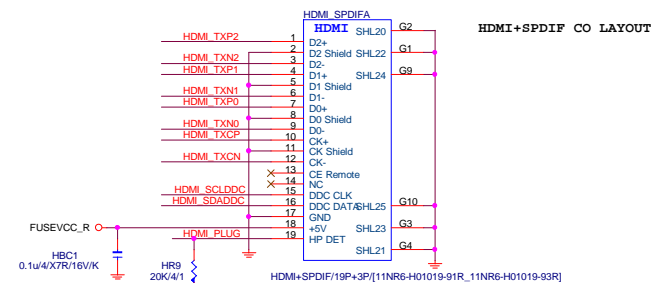 HDMI_SPDIFA
HDMI+SPDIF CO LAYOUT
HDMI
SHL20 G2
HDMI_TXP2 1 D2+
2 D2 Shield SHL22 G1
HDMI_TXN2 3 D2-
HDMI_TXP1 4 D1+ SHL24 G9
5 D1 Shield
HDMI_TXN1 6 D1-
HDMI_TXP0 7 D0+
8 D0 Shield
HDMI_TXN0 9 D0-
HDMI_TXCP 10 CK+
11 CK Shield
HDMI_TXCN 12 CK-
13 CE Remote
14 NC
HDMI_SCLDDC 15 DDC CLK
HDMI_SDADDC 16 DDC DATA SHL25 G10
17 GND
FUSEVCC_R 18 +5V SHL23 G3
HDMI_PLUG 19 HP DET
SHL21 G4
HBC1
0.1u/4/X7R/16V/K
HR9
20K/4/1
HDMI+SPDIF/19P+3P/[11NR6-H01019-91R_11NR6-H01019-93R]